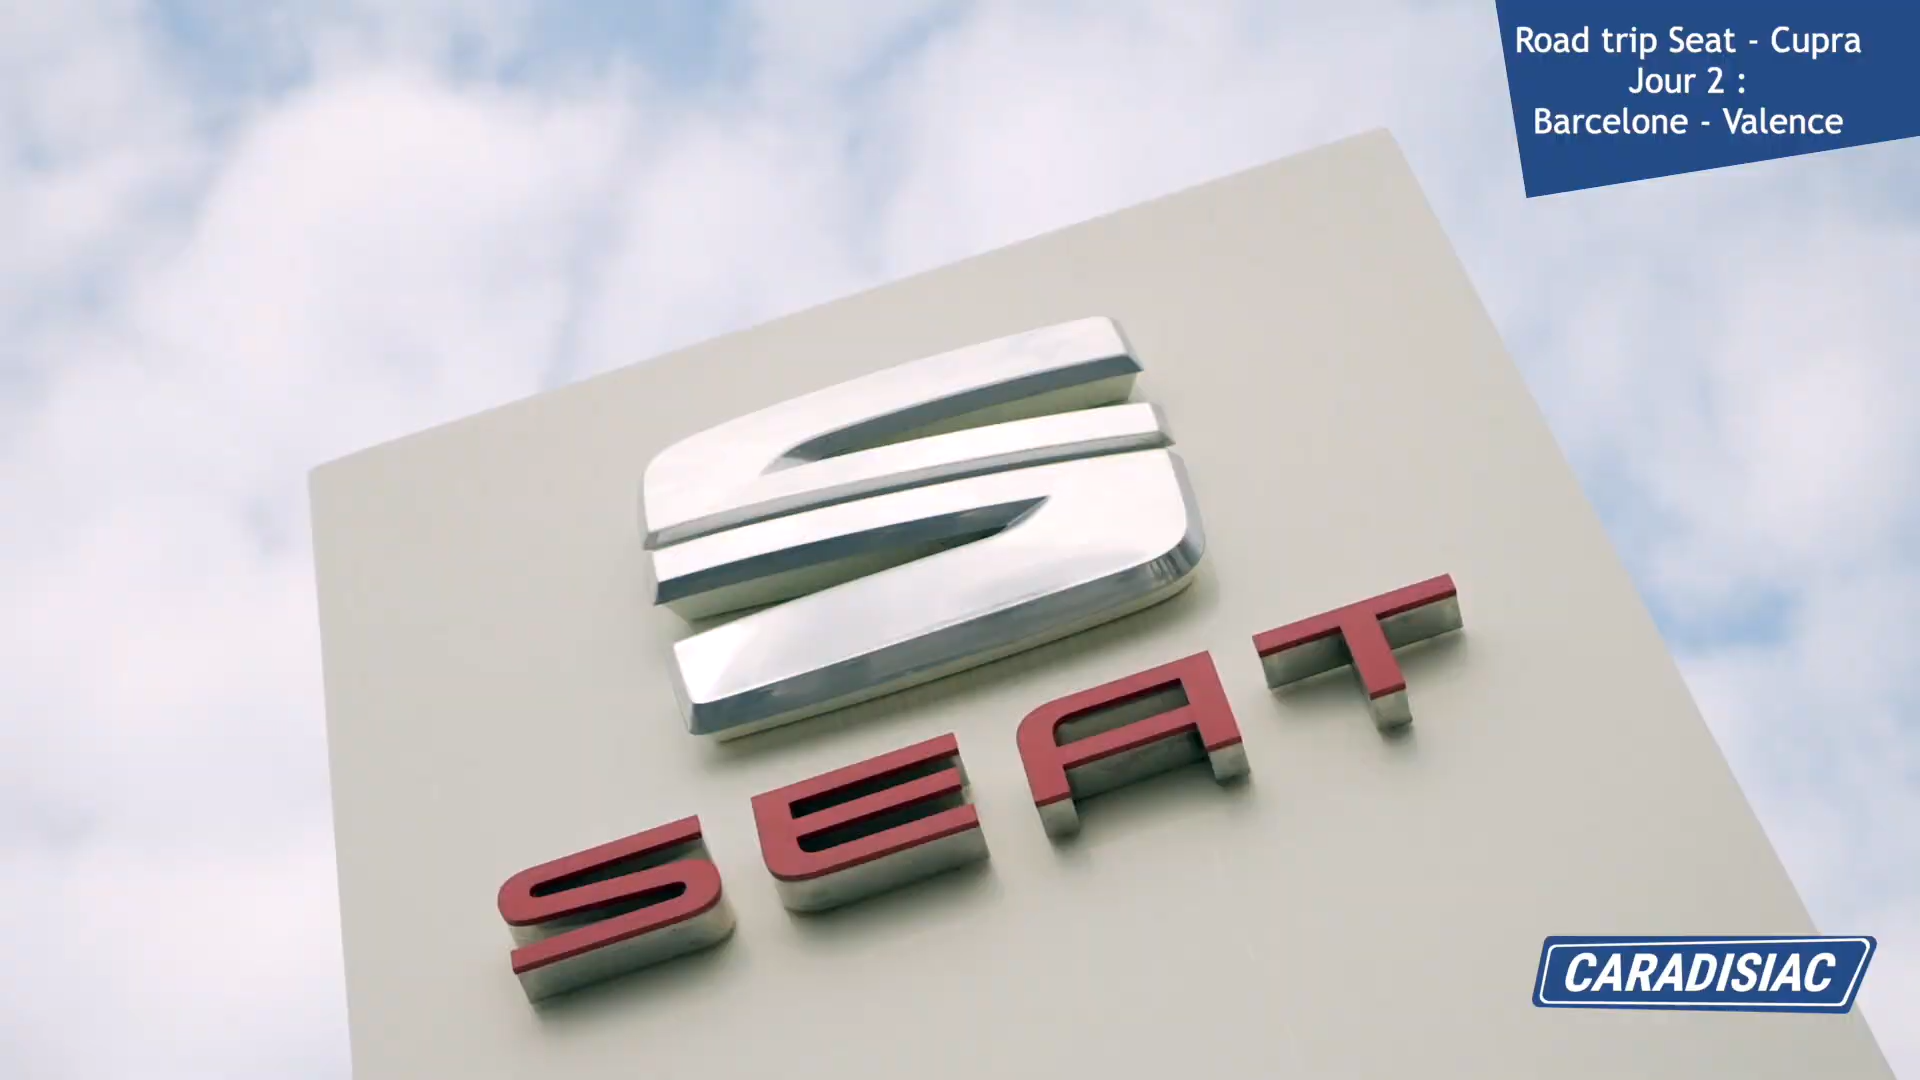 Road trip Seat - Cupra
Jour 2 :
Barcelone - Valence
SEAT
CARADISIAC